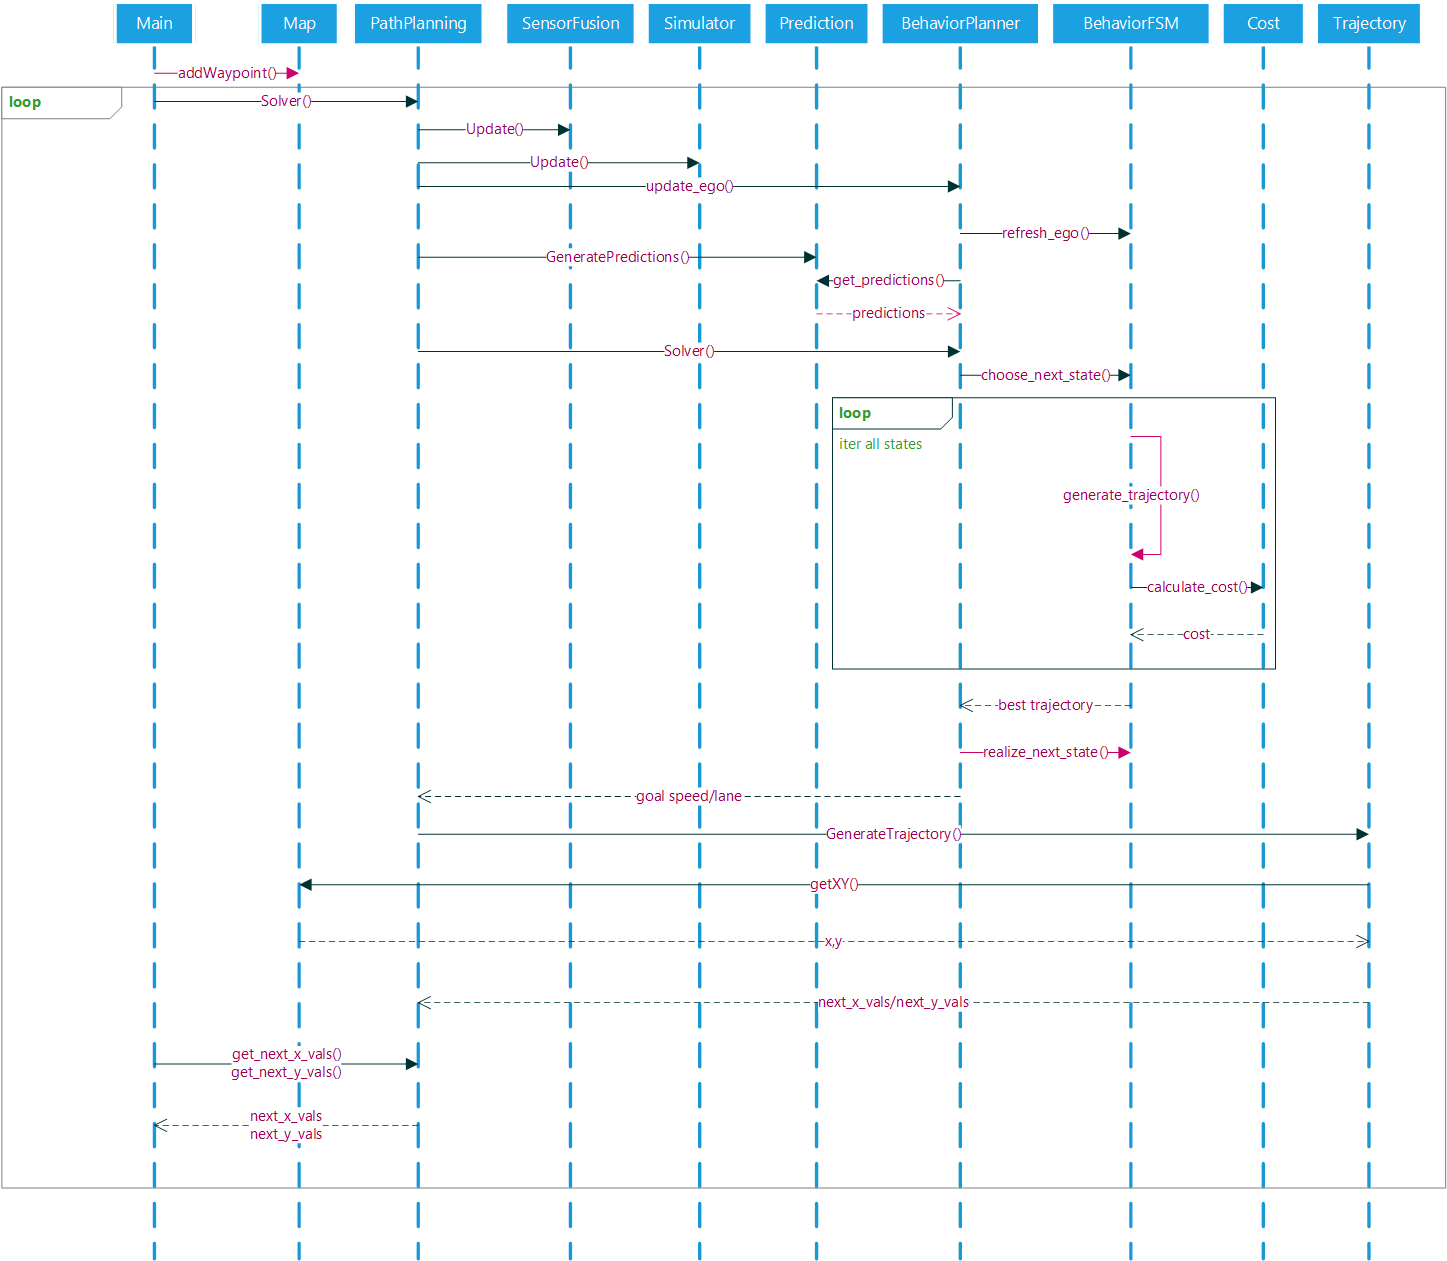 Main
Map
PathPlanning
SensorFusion
Simulator
Prediction
BehaviorPlanner
BehaviorFSM
Cost
Trajectory
addWaypoint()
loop
Solver()
Update()
Update()
update_ego()
refresh_ego()
GeneratePredictions()
get_predictions()
predictions
Solver()
choose_next_state()
loop
iter all states
generate_trajectory()
calculate_cost()
cost
best trajectory
realize_next_state()
goal speed/lane
GenerateTrajectory()
getXY()
x,y
next_x_vals/next_y_vals
get_next_x_vals()
get_next_y_vals()
next_x_vals
next_y_vals